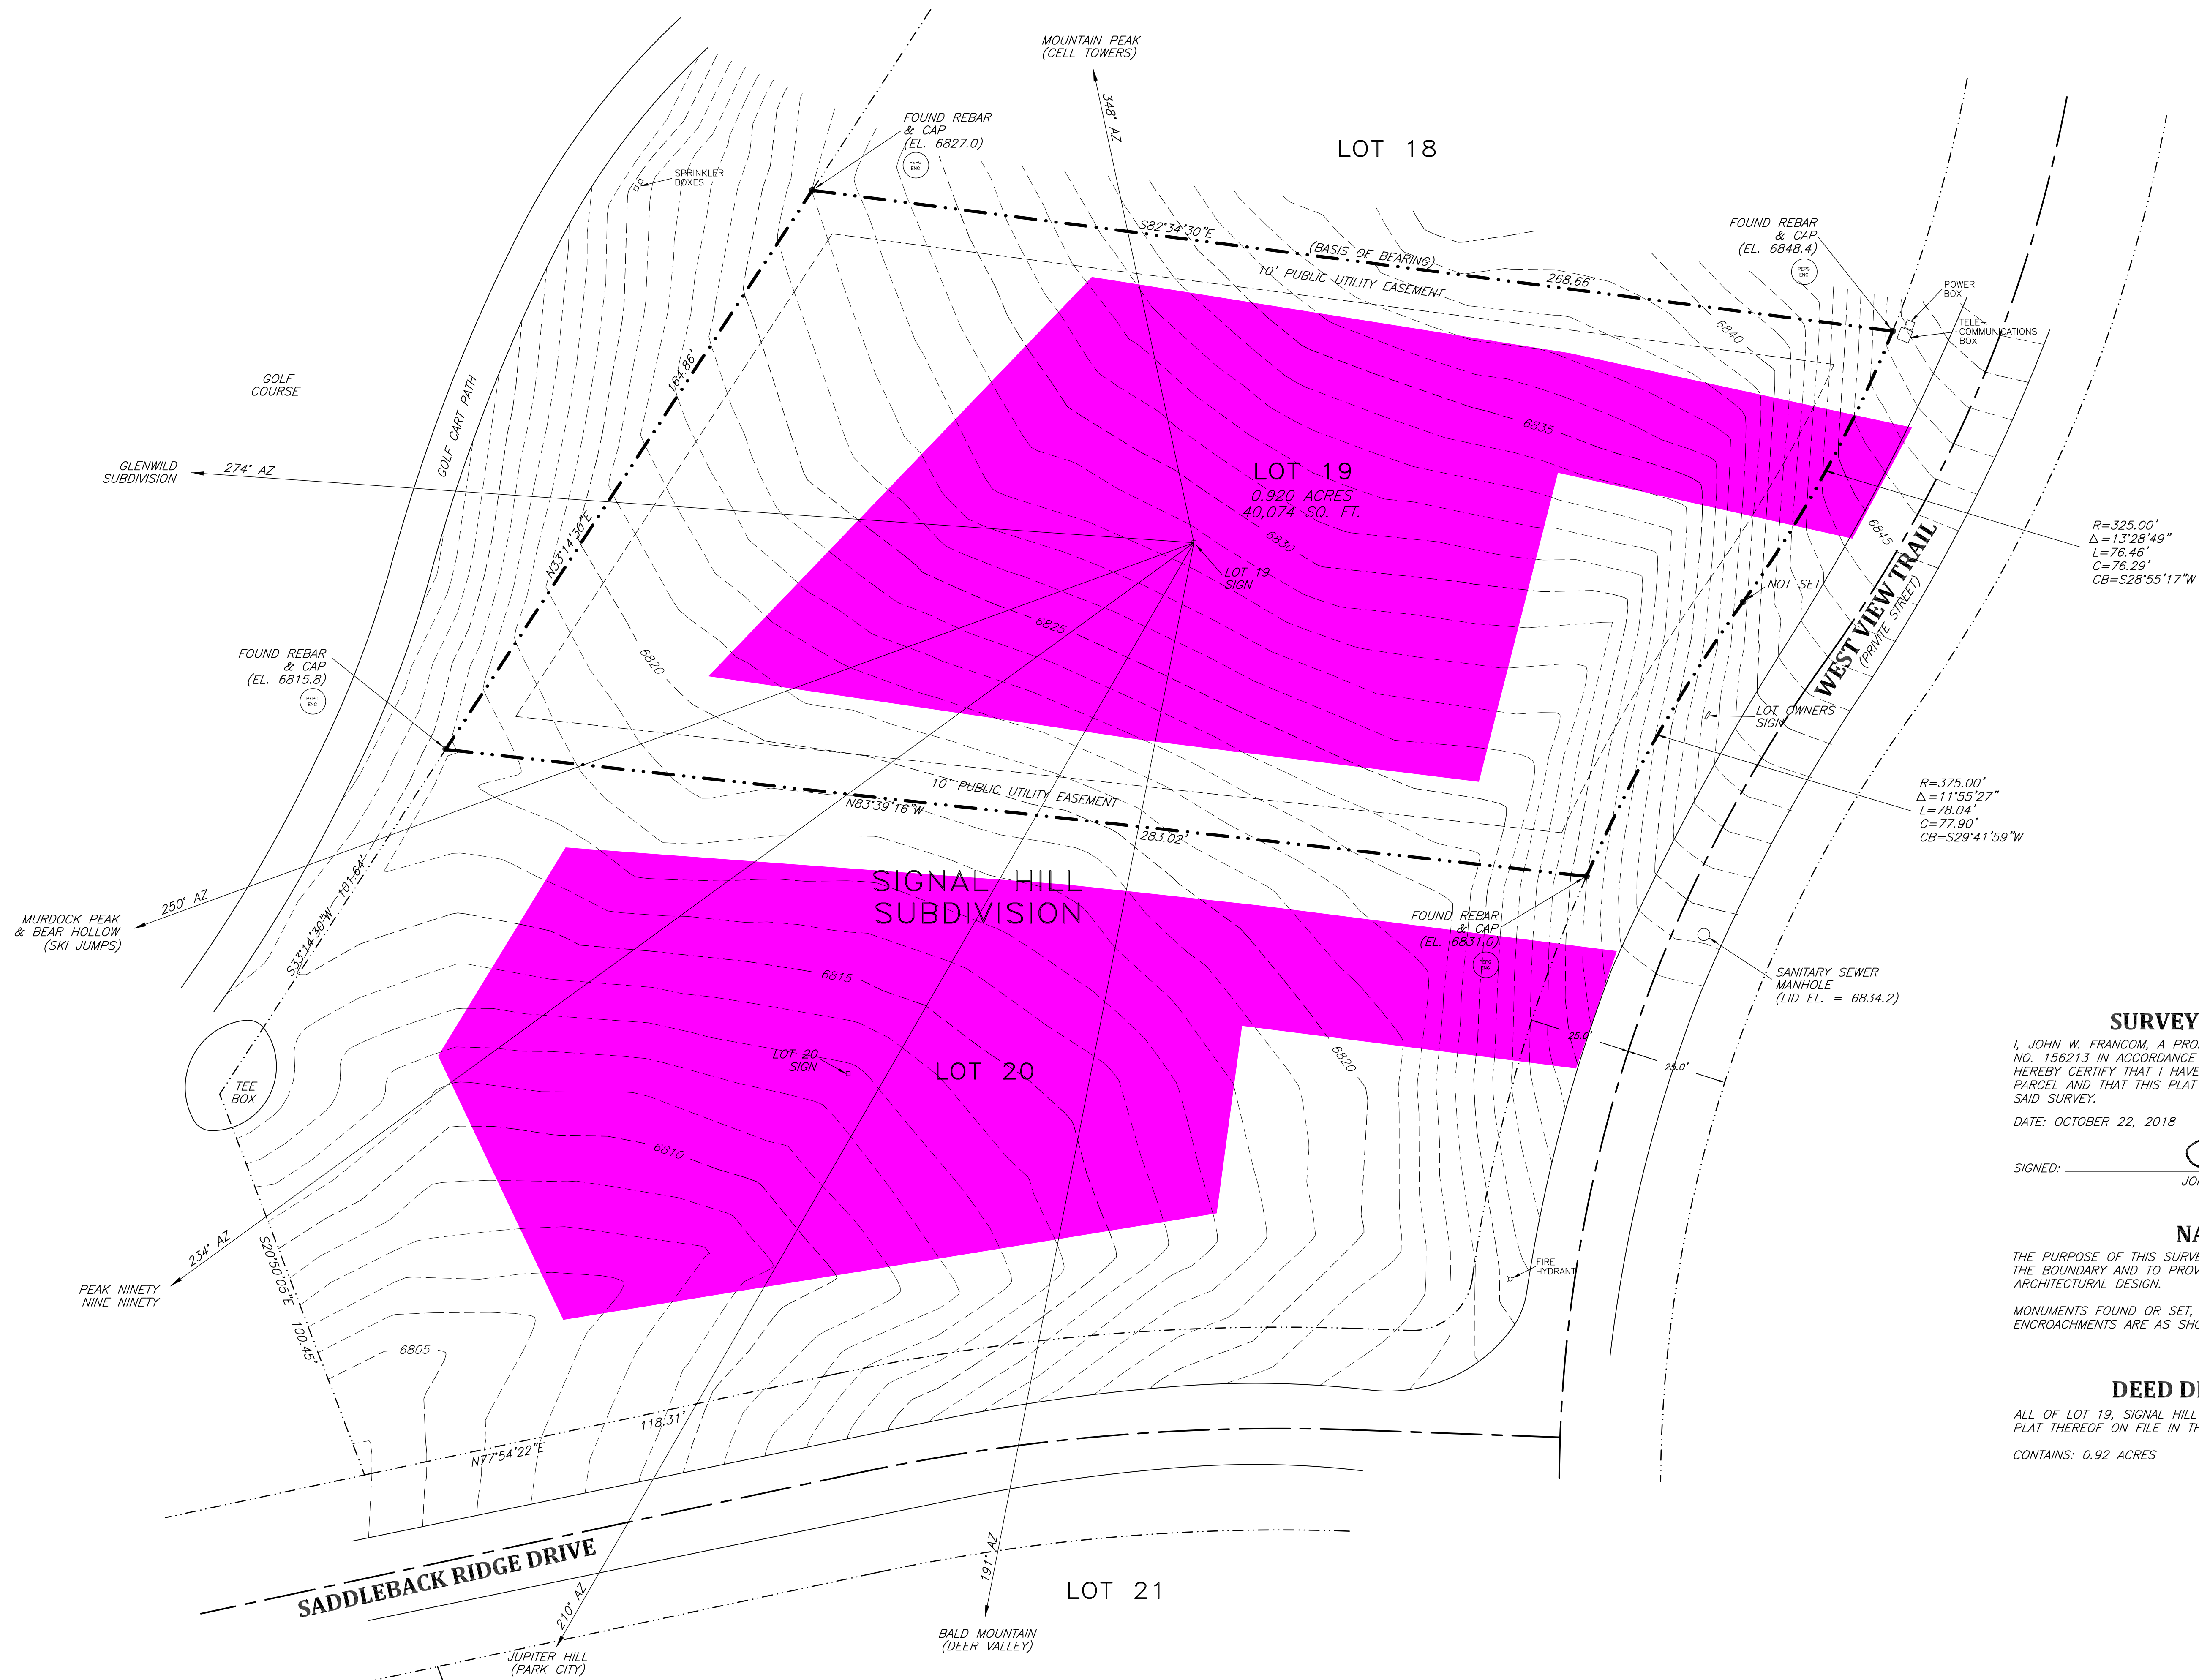 MOUNTAIN PEAK
(CELL TOWERS)
348° AZ
FOUND REBAR
& CAP
(EL. 6827.0)
PEPG
ENG
LOT 18
SPRINKLER
BOXES
FOUND REBAR
& CAP
(EL. 6848.4)
PEPG
ENG
S82°34'30"E
(BASIS OF BEARING)
268.66'
10' PUBLIC UTILITY EASEMENT
POWER
BOX
TELE-
COMMUNICATIONS
BOX
6840
GOLF
COURSE
GOLF CART PATH
164.86'
N33°14'30"E
GLENWILD
SUBDIVISION
274° AZ
6835
LOT 19
0.920 ACRES
40,074 SQ. FT.
6830
LOT 19
SIGN
6845
R=325.00'
Δ=13°28'49"
L=76.46'
C=76.29'
CB=S28°55'17"W
NOT SET
WEST VIEW TRAIL
(PRIVATE STREET)
6825
6820
FOUND REBAR
& CAP
(EL. 6815.8)
PEPG
ENG
LOT OWNERS
SIGN
10' PUBLIC UTILITY EASEMENT
N83°39'16"W
283.02'
R=375.00'
Δ=11°55'27"
L=78.04'
C=77.90'
CB=S29°41'59"W
SIGNAL HILL
SUBDIVISION
S33°14'30"W
101.64'
250° AZ
MURDOCK PEAK
& BEAR HOLLOW
(SKI JUMPS)
FOUND REBAR
& CAP
(EL. 6831.0)
PEPG
ENG
6815
SANITARY SEWER
MANHOLE
(LID EL. = 6834.2)
25.0'
25.0'
6820
LOT 20
SIGN
LOT 20
TEE
BOX
6810
SURVEY
I, JOHN W. FRANCOM, A PRO
NO. 156213 IN ACCORDANCE
HEREBY CERTIFY THAT I HAVE
PARCEL AND THAT THIS PLAT
SAID SURVEY.
DATE: OCTOBER 22, 2018
SIGNED:
JO
234° AZ
PEAK NINETY
NINE NINETY
S20°50'05"E
100.45'
FIRE
HYDRANT
6805
NA
THE PURPOSE OF THIS SURVE
THE BOUNDARY AND TO PROV
ARCHITECTURAL DESIGN.
MONUMENTS FOUND OR SET,
ENCROACHMENTS ARE AS SHO
118.31'
N77°54'22"E
DEED D
ALL OF LOT 19, SIGNAL HILL
PLAT THEREOF ON FILE IN TH
CONTAINS: 0.92 ACRES
SADDLEBACK RIDGE DRIVE
210° AZ
JUPITER HILL
(PARK CITY)
191° AZ
BALD MOUNTAIN
(DEER VALLEY)
LOT 21